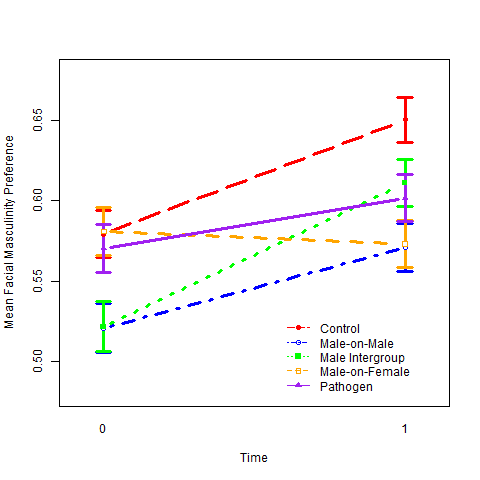 Mean Facial Masculinity Preference
0.65
0.60
0.55
0.50
Control
Male-on-Male
Male Intergroup
Male-on-Female
Pathogen
0
1
Time